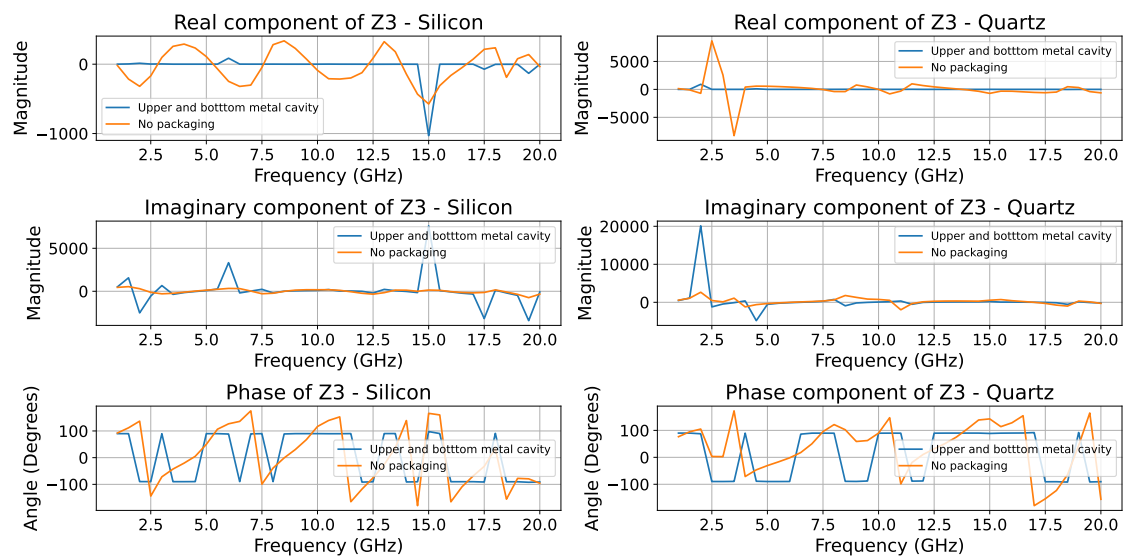 Real component of Z3 - Silicon
Magnitude
0
−1000
Upper and botttom metal cavity
No packaging
2.5 5.0 7.5 10.0 12.5 15.0 17.5 20.0
Frequency (GHz)
Real component of Z3 - Quartz
Magnitude
5000
0
−5000
Upper and botttom metal cavity
No packaging
2.5 5.0 7.5 10.0 12.5 15.0 17.5 20.0
Frequency (GHz)
Imaginary component of Z3 - Silicon
Magnitude
5000
0
Upper and botttom metal cavity
No packaging
2.5 5.0 7.5 10.0 12.5 15.0 17.5 20.0
Frequency (GHz)
Imaginary component of Z3 - Quartz
Magnitude
20000
10000
0
Upper and botttom metal cavity
No packaging
2.5 5.0 7.5 10.0 12.5 15.0 17.5 20.0
Frequency (GHz)
Phase of Z3 - Silicon
Angle (Degrees)
100
0
−100
Upper and botttom metal cavity
No packaging
2.5 5.0 7.5 10.0 12.5 15.0 17.5 20.0
Frequency (GHz)
Phase component of Z3 - Quartz
Angle (Degrees)
100
0
−100
Upper and botttom metal cavity
No packaging
2.5 5.0 7.5 10.0 12.5 15.0 17.5 20.0
Frequency (GHz)